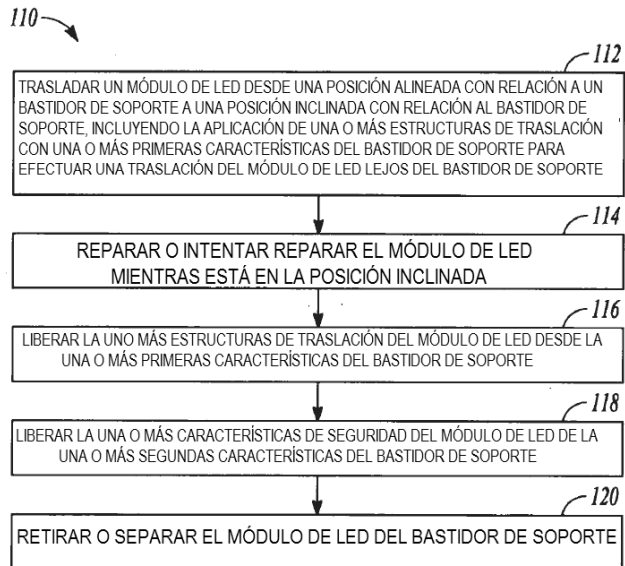 110
112
TRASLADAR UN MÓDULO DE LED DESDE UNA POSICIÓN ALINEADA CON RELACIÓN A UN
BASTIDOR DE SOPORTE A UNA POSICIÓN INCLINADA CON RELACIÓN AL BASTIDOR DE
SOPORTE, INCLUYENDO LA APLICACIÓN DE UNA O MÁS ESTRUCTURAS DE TRASLACIÓN
CON UNA O MÁS PRIMERAS CARACTERÍSTICAS DEL BASTIDOR DE SOPORTE PARA
EFECTUAR UNA TRASLACIÓN DEL MÓDULO DE LED LEJOS DEL BASTIDOR DE SOPORTE
114
REPARAR O INTENTAR REPARAR EL MÓDULO DE LED
MIENTRAS ESTÁ EN LA POSICIÓN INCLINADA
116
LIBERAR LA UNO MÁS ESTRUCTURAS DE TRASLACIÓN DEL MÓDULO DE LED DESDE LA
UNA O MÁS PRIMERAS CARACTERÍSTICAS DEL BASTIDOR DE SOPORTE
118
LIBERAR LA UNA O MÁS CARACTERÍSTICAS DE SEGURIDAD DEL MÓDULO DE LED DE LA
UNA O MÁS SEGUNDAS CARACTERÍSTICAS DEL BASTIDOR DE SOPORTE
120
RETIRAR O SEPARAR EL MÓDULO DE LED DEL BASTIDOR DE SOPORTE